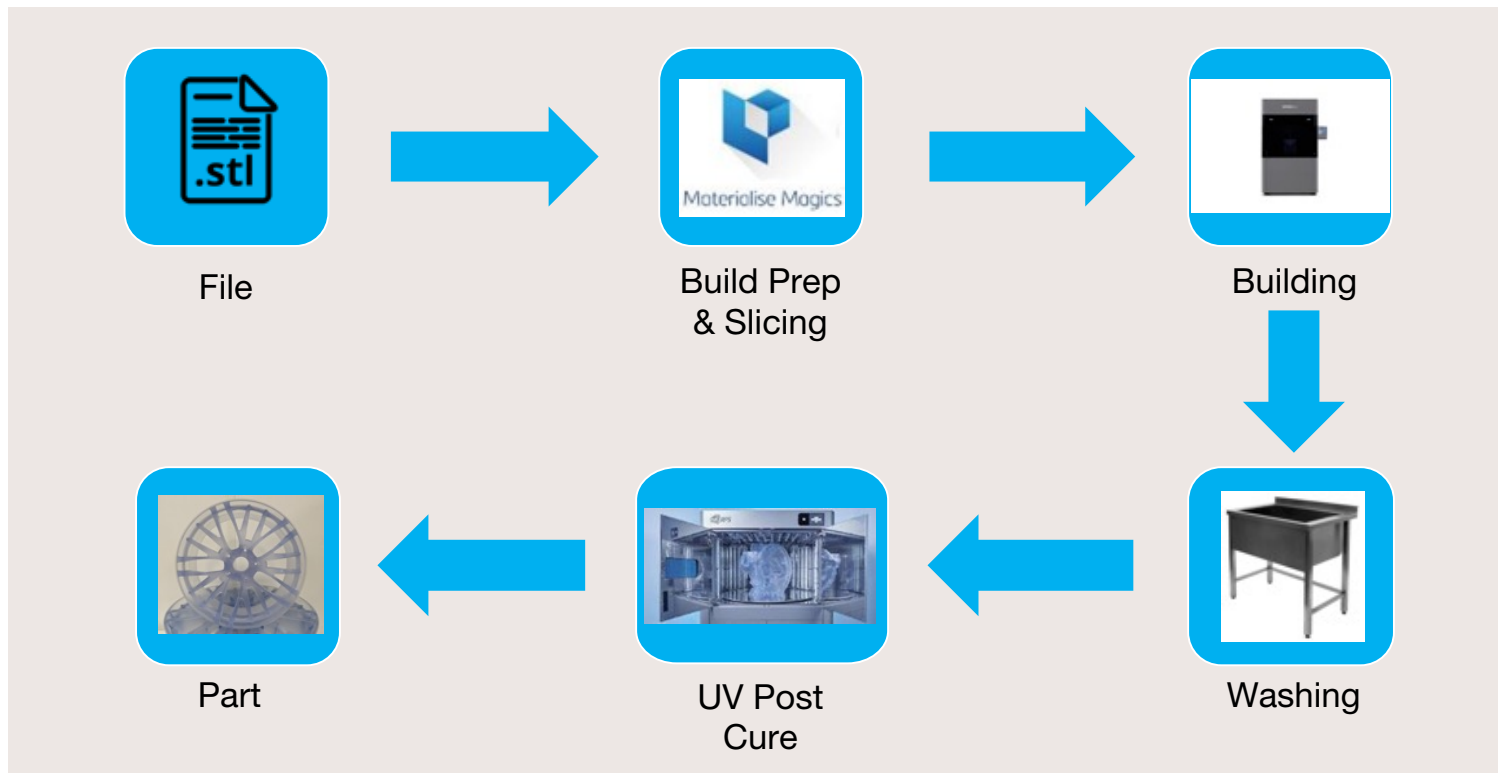 .stl
Materialise Magics
File
Build Prep
& Slicing
Building
Part
UV Post
Cure
Washing